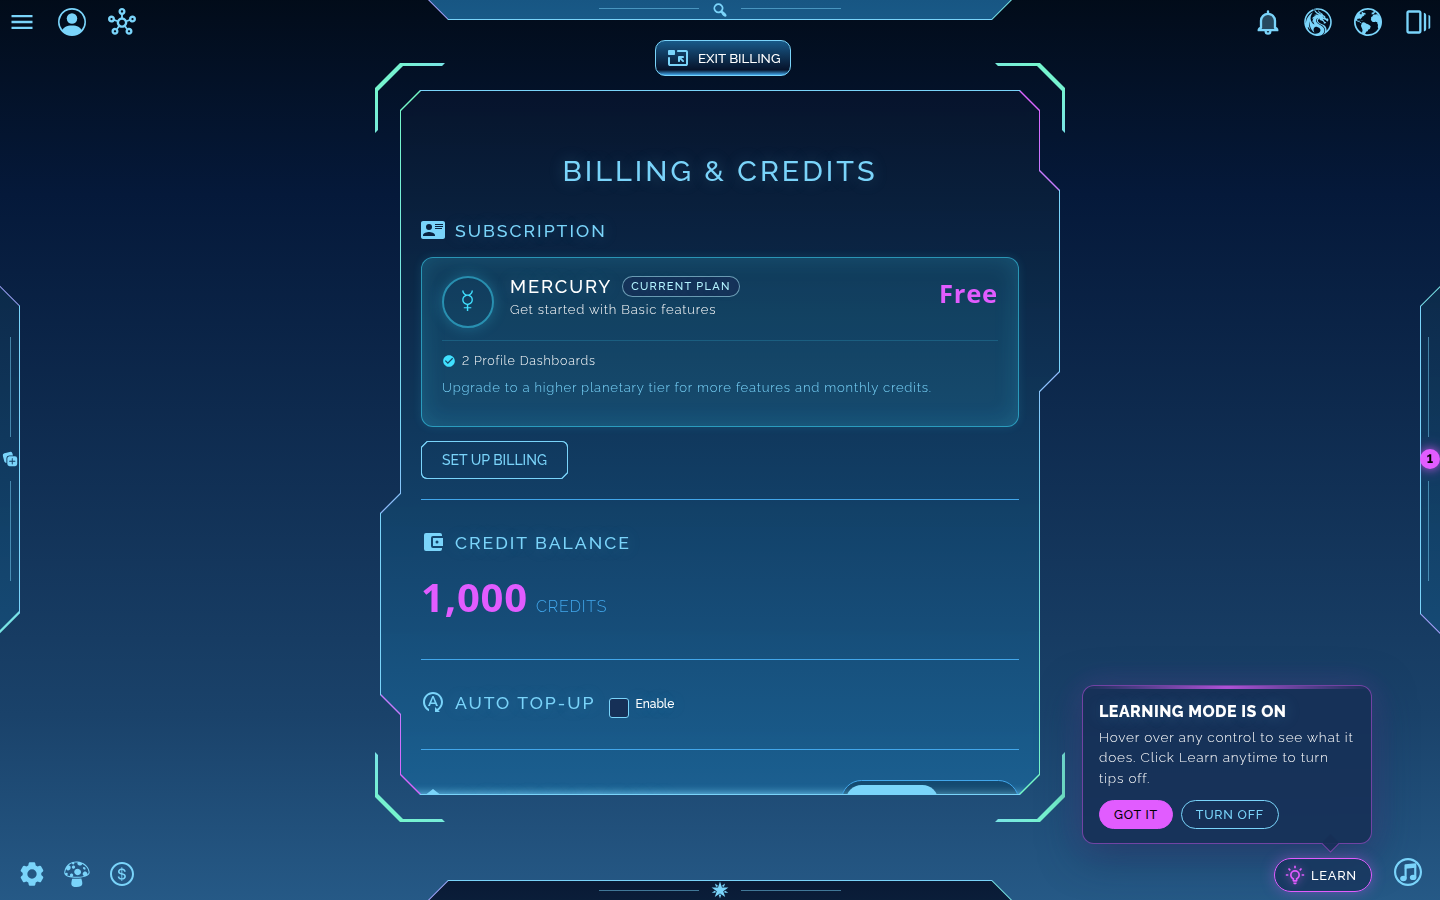 EXIT BILLING
BILLING & CREDITS
SUBSCRIPTION
MERCURY CURRENT PLAN
Free
Get started with Basic features
2 Profile Dashboards
Upgrade to a higher planetary tier for more features and monthly credits.
SET UP BILLING
1
CREDIT BALANCE
1,000 CREDITS
AUTO TOP-UP Enable
LEARNING MODE IS ON
Hover over any control to see what it
does. Click Learn anytime to turn
tips off.
GOT IT TURN OFF
LEARN